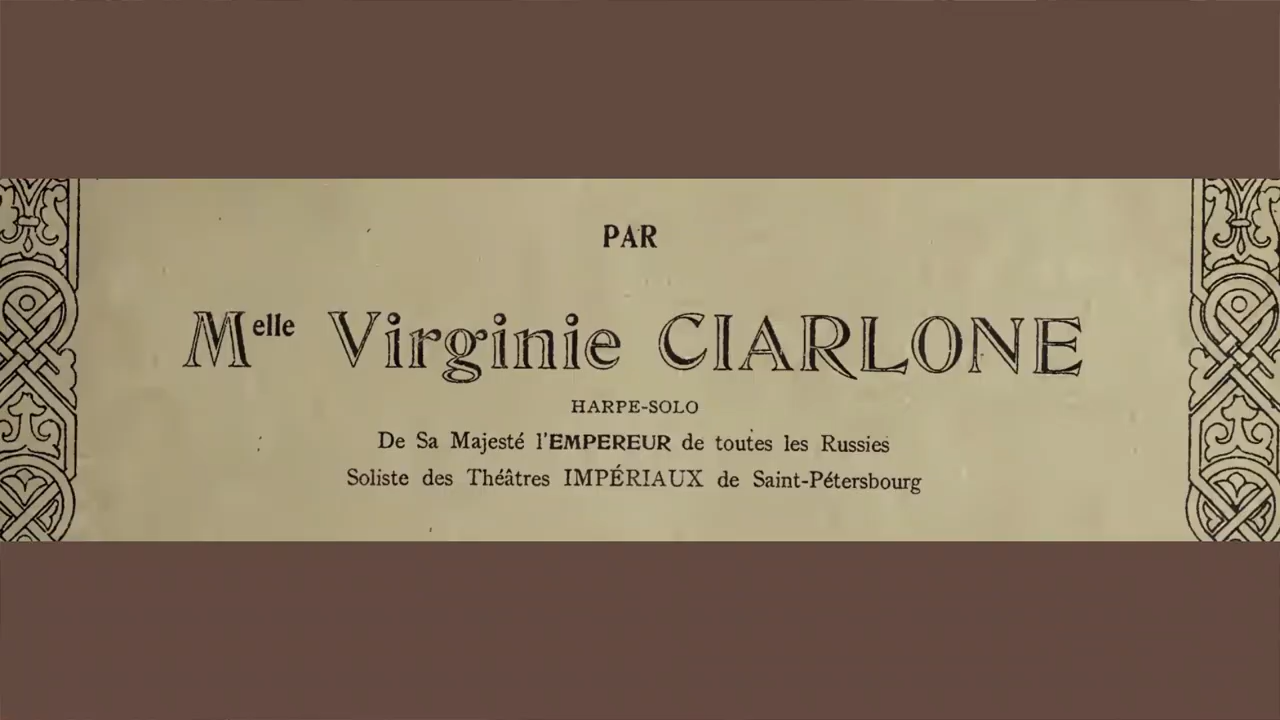 PAR
Melle Virginie CIARLONE
HARPE-SOLO
De Sa Majesté l'EMPEREUR de toutes les Russies
Soliste des Théâtres IMPÉRIAUX de Saint-Pétersbourg